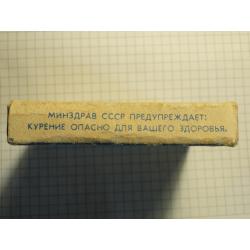 МИНЗДРАВ СССР ПРЕДУПРЕЖДАЕТ:
КУРЕНИЕ ОПАСНО ДЛЯ ВАШЕГО ЗДОРОВЬЯ.